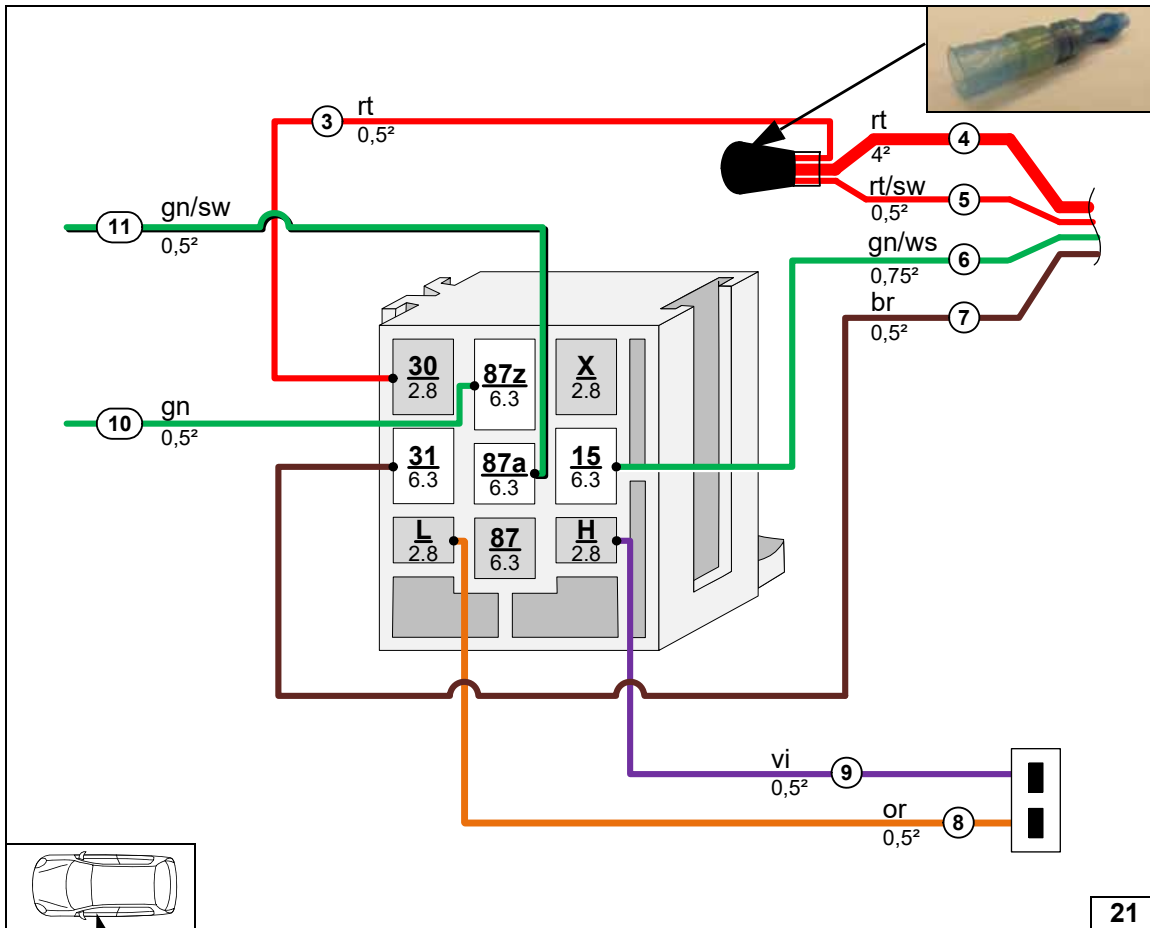 3
rt
0,5²
rt
4²
4
rt/sw
0,5²
5
11
gn/sw
0,5²
gn/ws
0,75²
6
br
0,5²
7
30
2.8
87z
6.3
X
2.8
10
gn
0,5²
31
6.3
87a
6.3
15
6.3
L
2.8
87
6.3
H
2.8
vi
0,5²
9
or
0,5²
8
21